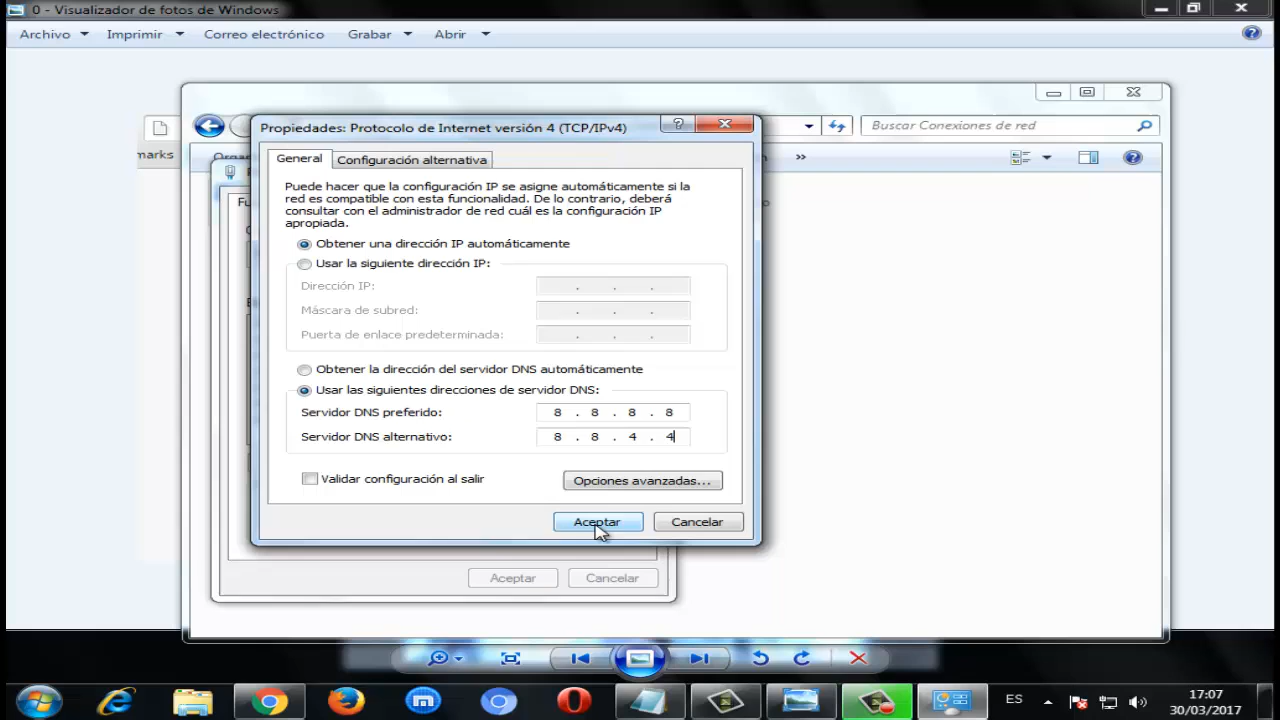 0 - Visualizador de fotos de Windows
Archivo Imprimir Correo electrónico Grabar Abrir
Buscar Conexiones de red
marks
Propiedades: Protocolo de Internet versión 4 (TCP/IPv4)
General Configuración alternativa
Puede hacer que la configuración IP se asigne automáticamente si la
red es compatible con esta funcionalidad. De lo contrario, deberá
consultar con el administrador de red cuál es la configuración IP
apropiada.
Obtener una dirección IP automáticamente
Usar la siguiente dirección IP:
Dirección IP: . . .
Máscara de subred: . . .
Puerta de enlace predeterminada: . . .
Obtener la dirección del servidor DNS automáticamente
Usar las siguientes direcciones de servidor DNS:
Servidor DNS preferido: 8 . 8 . 8 . 8
Servidor DNS alternativo: 8 . 8 . 4 . 4
Validar configuración al salir
Opciones avanzadas...
Aceptar Cancelar
Aceptar Cancelar
ES
17:07
30/03/2017